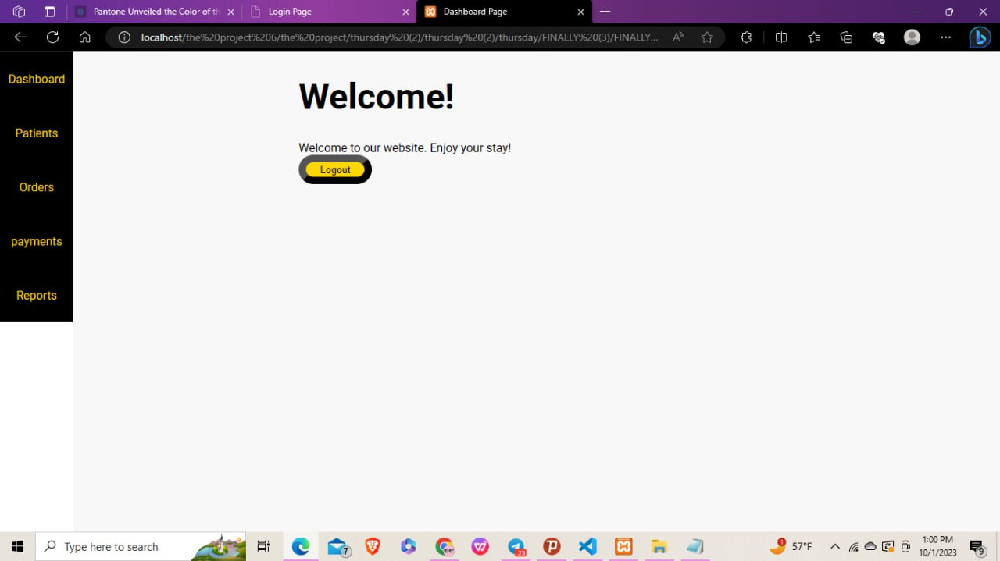 Pantone Unveiled the Color of th
Login Page
Dashboard Page
localhost/the%20project%206/the%20project/thursday%20(2)/thursday%20(2)/thursday/FINALLY%20(3)/FINALLY...
Dashboard
Patients
Orders
payments
Reports
Welcome!
Welcome to our website. Enjoy your stay!
Logout
Type here to search
7
23
1
57°F
1:00 PM
10/1/2023
9